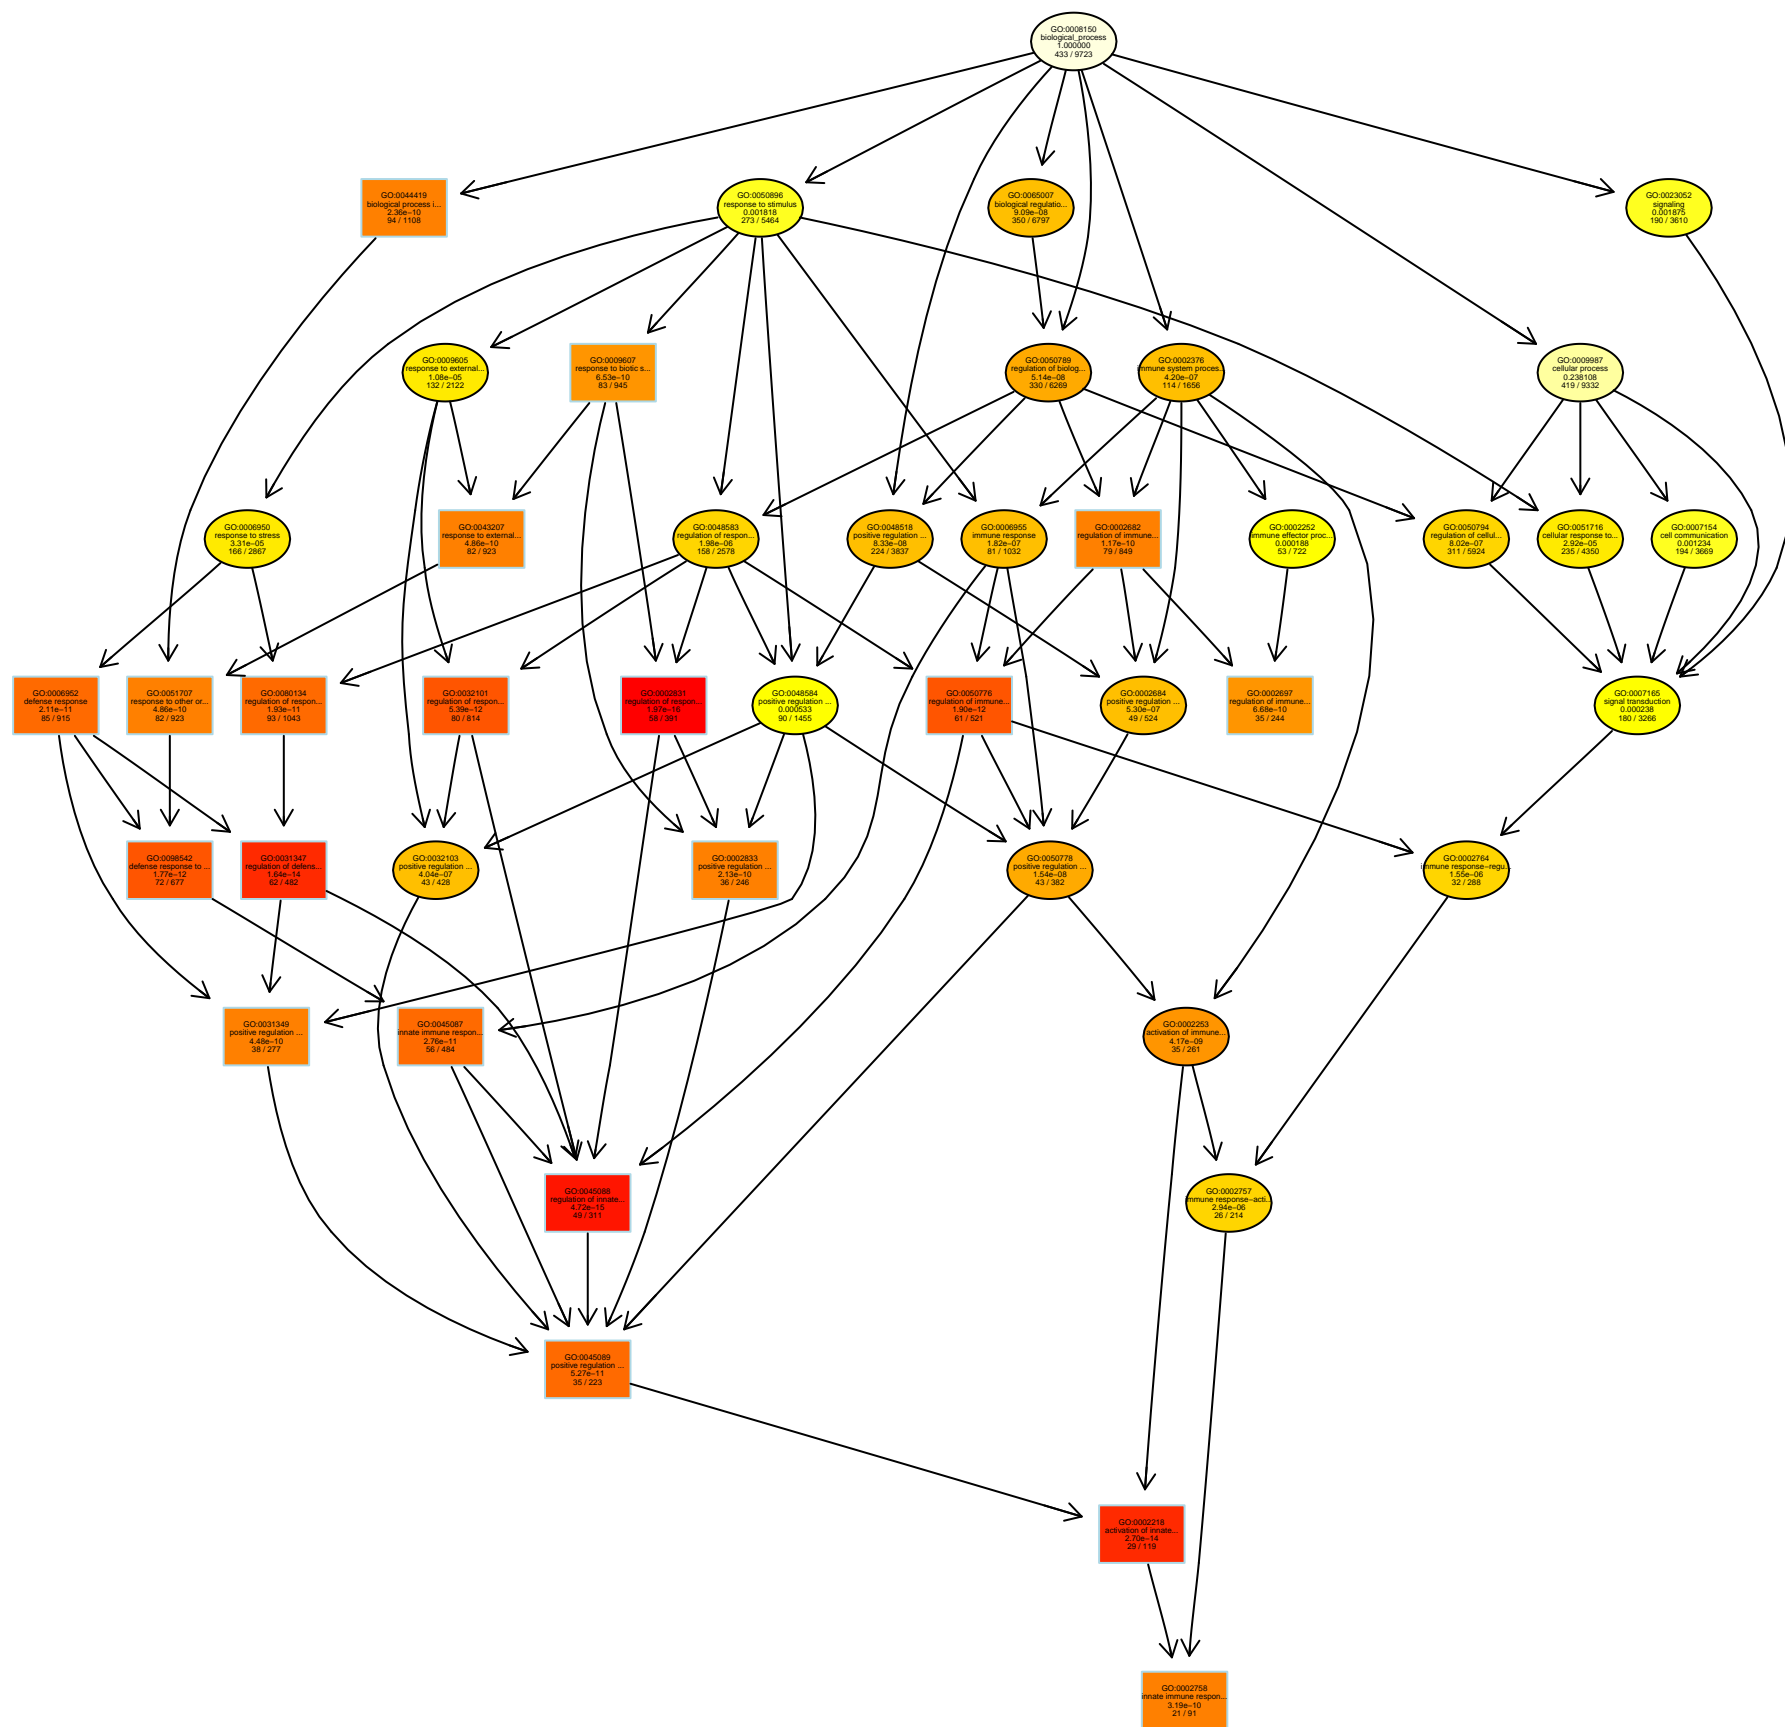 GO:0008150
biological_process
1.000000
433 / 9723
GO:0044419
biological process i...
2.36e−10
94 / 1108
GO:0050896
response to stimulus
0.001818
273 / 5464
GO:0065007
biological regulatio...
9.09e−08
350 / 6797
GO:0023052
signaling
0.001875
190 / 3610
GO:0009605
response to external...
1.08e−05
132 / 2122
GO:0009607
response to biotic s...
6.53e−10
83 / 945
GO:0050789
regulation of biolog...
5.14e−08
330 / 6269
GO:0002376
immune system proces...
4.20e−07
114 / 1656
GO:0009987
cellular process
0.238108
419 / 9332
GO:0006950
response to stress
3.31e−05
166 / 2867
GO:0043207
response to external...
4.86e−10
82 / 923
GO:0048583
regulation of respon...
1.98e−06
158 / 2578
GO:0048518
positive regulation ...
8.33e−08
224 / 3837
GO:0006955
immune response
1.82e−07
81 / 1032
GO:0002682
regulation of immune...
1.17e−10
79 / 849
GO:0002252
immune effector proc...
0.000188
53 / 722
GO:0050794
regulation of cellul...
8.02e−07
311 / 5924
GO:0051716
cellular response to...
2.92e−05
235 / 4350
GO:0007154
cell communication
0.001234
194 / 3669
GO:0006952
defense response
2.11e−11
85 / 915
GO:0051707
response to other or...
4.86e−10
82 / 923
GO:0080134
regulation of respon...
1.93e−11
93 / 1043
GO:0032101
regulation of respon...
5.39e−12
80 / 814
GO:0002831
regulation of respon...
1.97e−16
58 / 391
GO:0048584
positive regulation ...
0.000533
90 / 1455
GO:0050776
regulation of immune...
1.90e−12
61 / 521
GO:0002684
positive regulation ...
5.30e−07
49 / 524
GO:0002697
regulation of immune...
6.68e−10
35 / 244
GO:0007165
signal transduction
0.000238
180 / 3266
GO:0098542
defense response to ...
1.77e−12
72 / 677
GO:0031347
regulation of defens...
1.64e−14
62 / 482
GO:0032103
positive regulation ...
4.04e−07
43 / 428
GO:0002833
positive regulation ...
2.13e−10
36 / 246
GO:0050778
positive regulation ...
1.54e−08
43 / 382
GO:0002764
immune response−regu...
1.55e−06
32 / 288
GO:0031349
positive regulation ...
4.48e−10
38 / 277
GO:0045087
innate immune respon...
2.76e−11
56 / 484
GO:0002253
activation of immune...
4.17e−09
35 / 261
GO:0045088
regulation of innate...
4.72e−15
49 / 311
GO:0002757
immune response−acti...
2.94e−06
26 / 214
GO:0045089
positive regulation ...
5.27e−11
35 / 223
GO:0002218
activation of innate...
2.70e−14
29 / 119
GO:0002758
innate immune respon...
3.19e−10
21 / 91